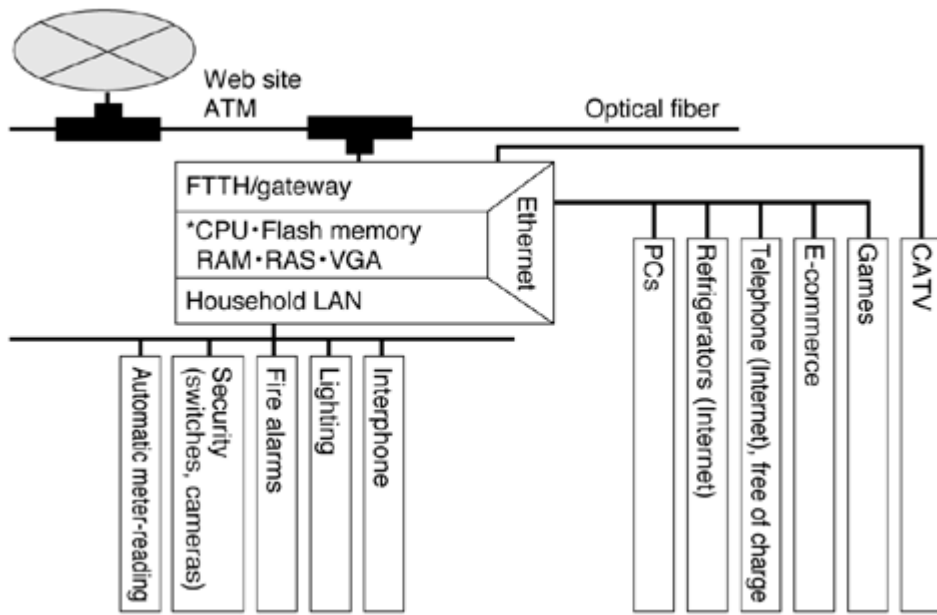 Web site
ATM
Optical fiber
FTTH/gateway
*CPU・Flash memory
RAM・RAS・VGA
Household LAN
Ethernet
PCs
Refrigerators (Internet)
Telephone (Internet), free of charge
E-commerce
Games
CATV
Automatic meter-reading
Security
(switches, cameras)
Fire alarms
Lighting
Interphone